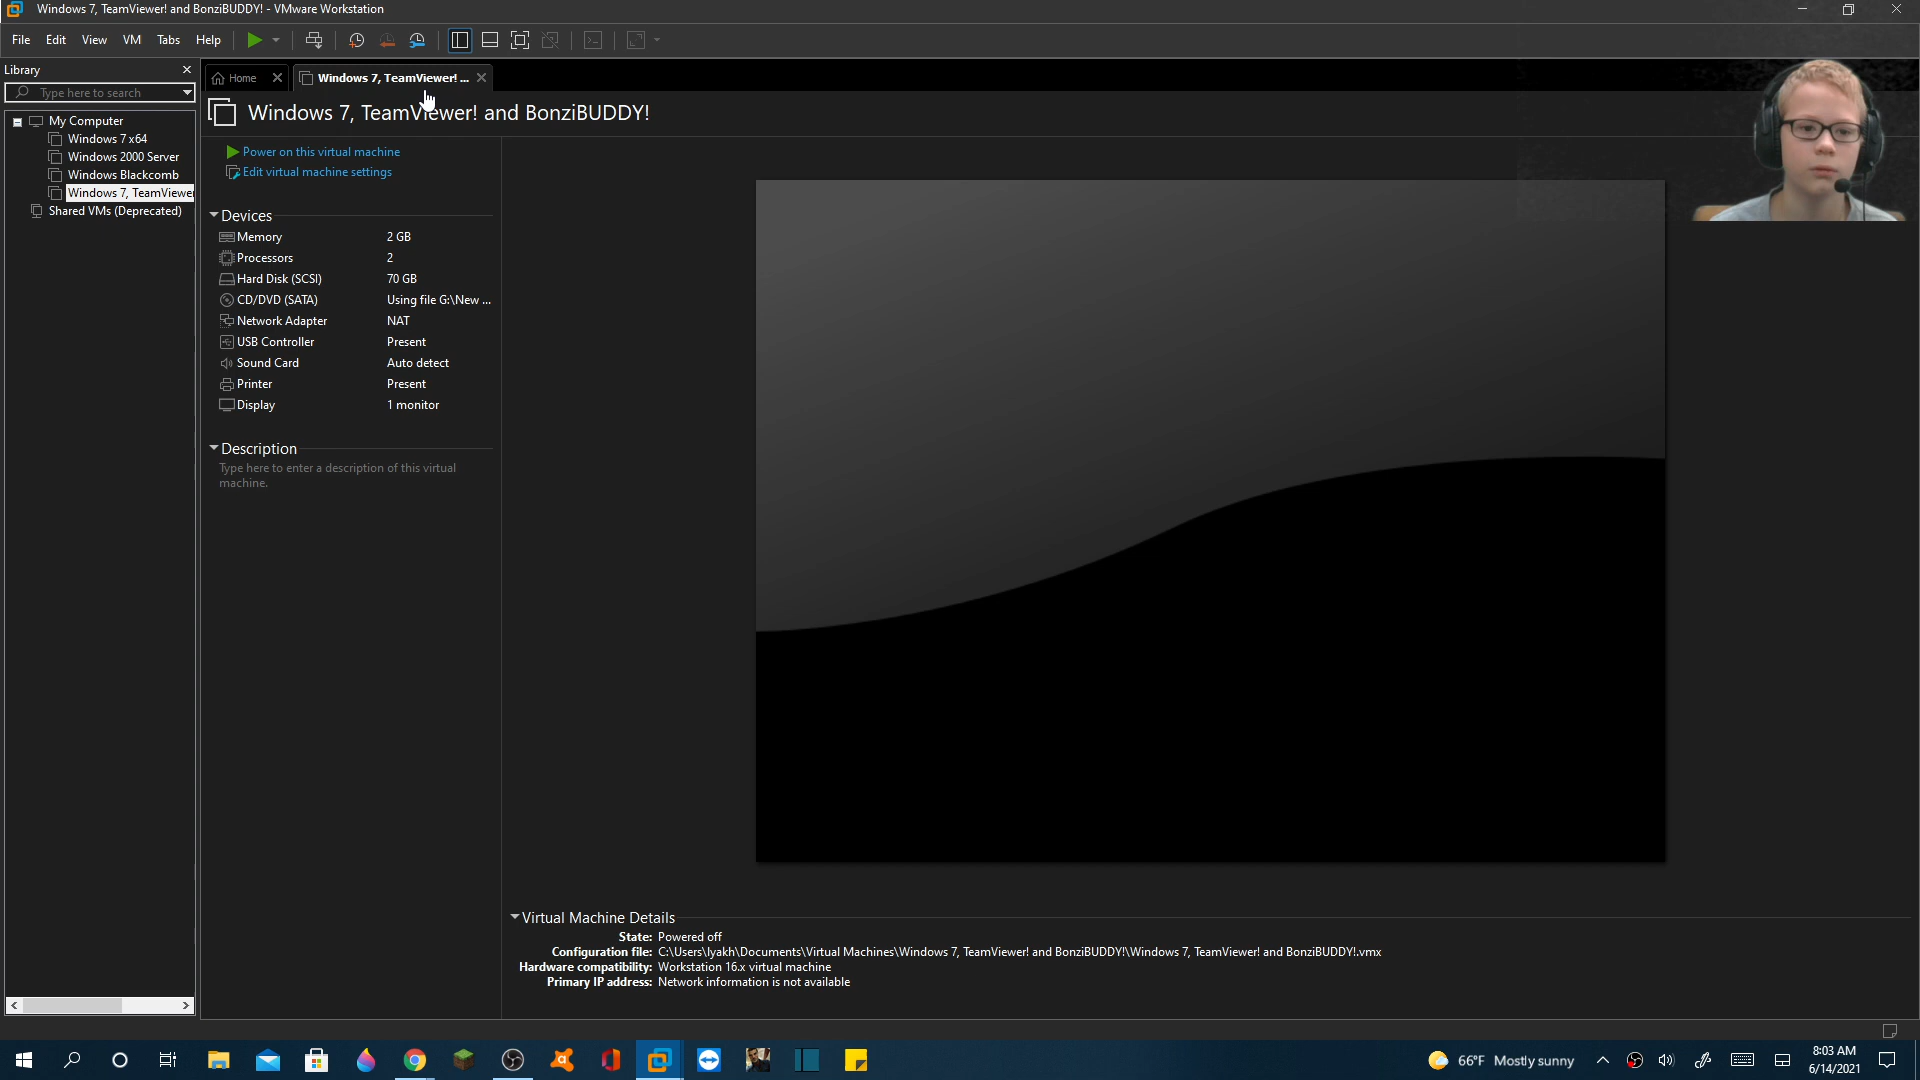 Windows 7, TeamViewer! and BonziBUDDY! - VMware Workstation
File Edit View VM Tabs Help
Library
Type here to search
My Computer
Windows 7 x64
Windows 2000 Server
Windows Blackcomb
Windows 7, TeamViewer
Shared VMs (Deprecated)
Home
Windows 7, TeamViewer! ...
Windows 7, TeamViewer! and BonziBUDDY!
Power on this virtual machine
Edit virtual machine settings
Devices
Memory 2 GB
Processors 2
Hard Disk (SCSI) 70 GB
CD/DVD (SATA) Using file G:\New ...
Network Adapter NAT
USB Controller Present
Sound Card Auto detect
Printer Present
Display 1 monitor
Description
Type here to enter a description of this virtual
machine.
Virtual Machine Details
State: Powered off
Configuration file: C:\Users\lyakh\Documents\Virtual Machines\Windows 7, TeamViewer! and BonziBUDDY!\Windows 7, TeamViewer! and BonziBUDDY!.vmx
Hardware compatibility: Workstation 16.x virtual machine
Primary IP address: Network information is not available
66°F Mostly sunny
8:03 AM
6/14/2021